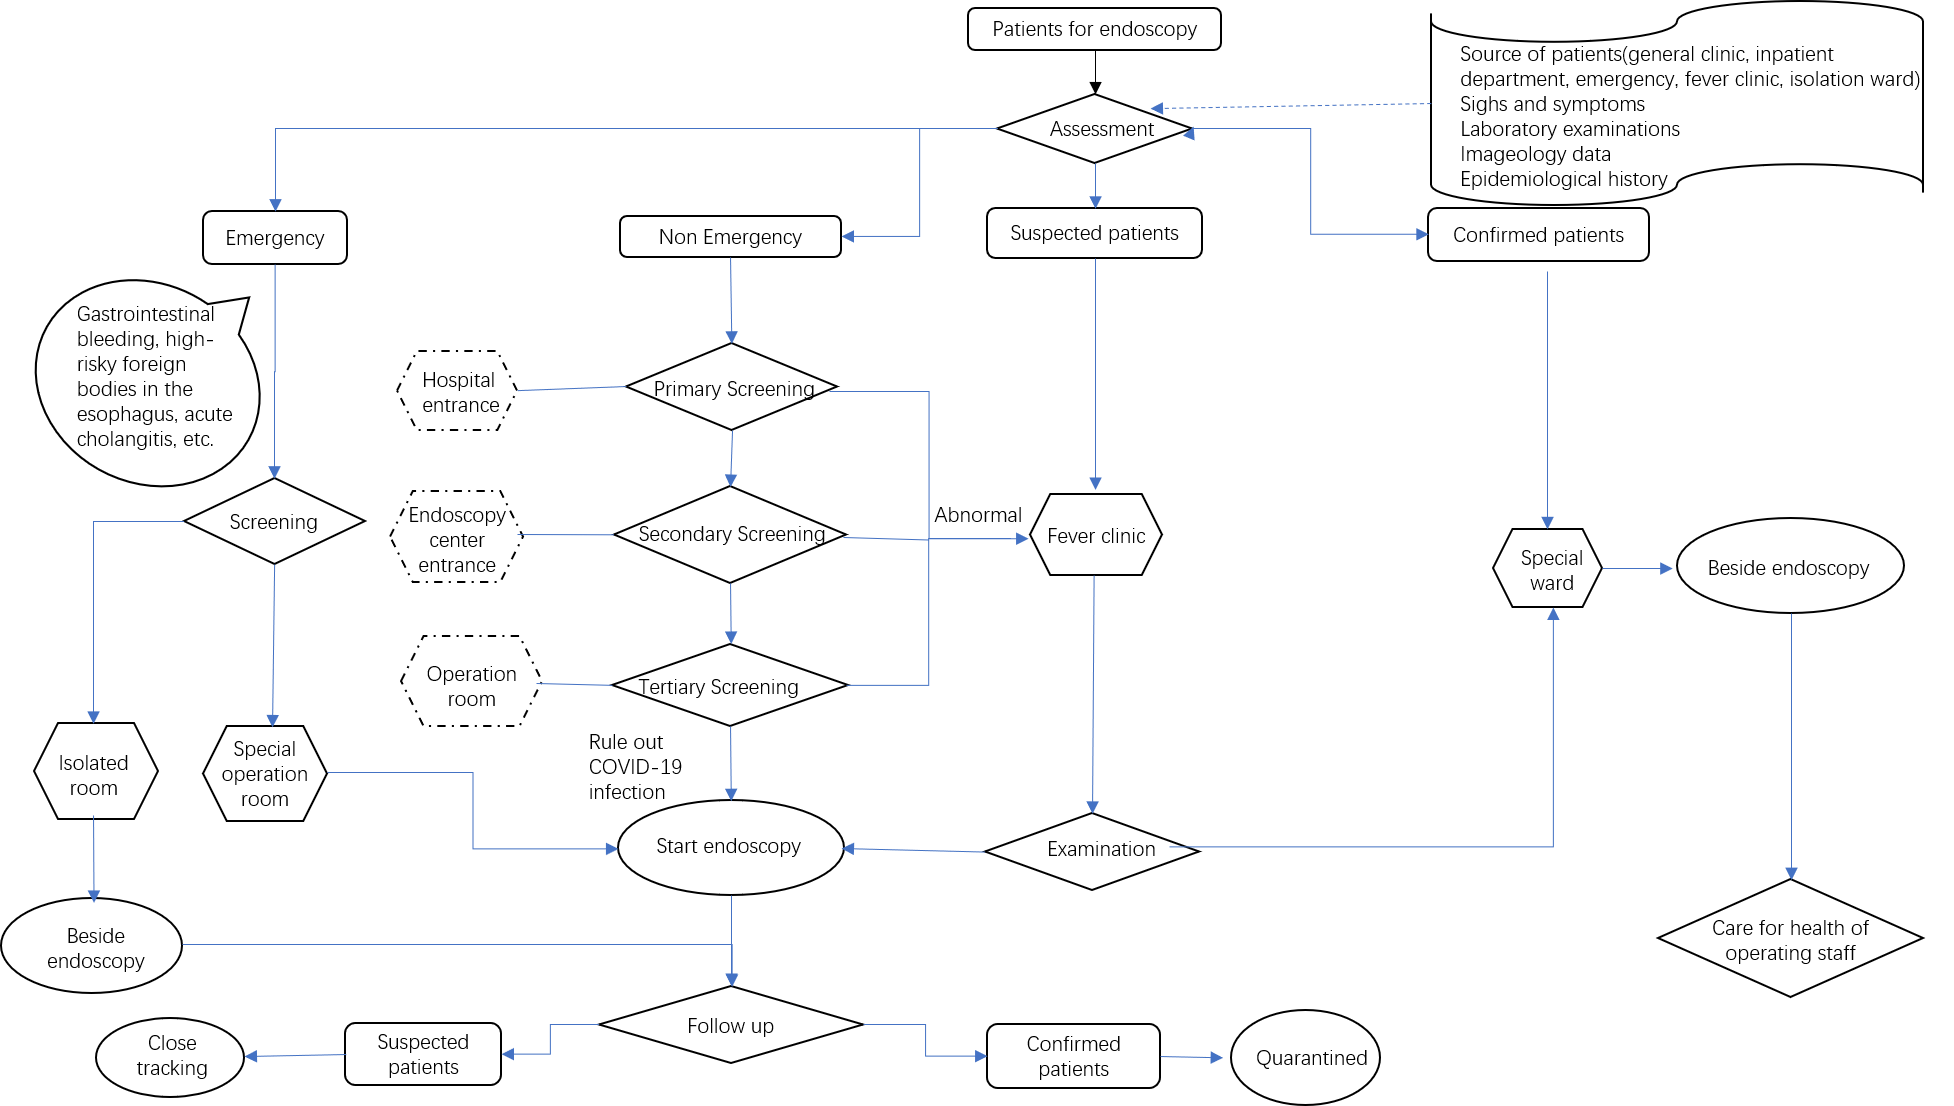 Patients for endoscopy
Source of patients(general clinic, inpatient
department, emergency, fever clinic, isolation ward)
Sighs and symptoms
Laboratory examinations
Imageology data
Epidemiological history
Assessment
Emergency
Non Emergency
Suspected patients
Confirmed patients
Gastrointestinal
bleeding, high-
risky foreign
bodies in the
esophagus, acute
cholangitis, etc.
Hospital
entrance
Primary Screening
Screening
Endoscopy
center
entrance
Secondary Screening
Abnormal
Fever clinic
Special
ward
Beside endoscopy
Operation
room
Tertiary Screening
Isolated
room
Special
operation
room
Rule out
COVID-19
infection
Start endoscopy
Examination
Beside
endoscopy
Care for health of
operating staff
Follow up
Close
tracking
Suspected
patients
Confirmed
patients
Quarantined